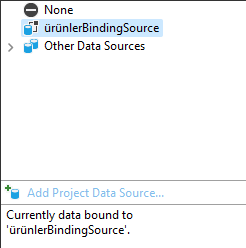 None
ürünlerBindingSource
Other Data Sources
Add Project Data Source...
Currently data bound to
'ürünlerBindingSource'.